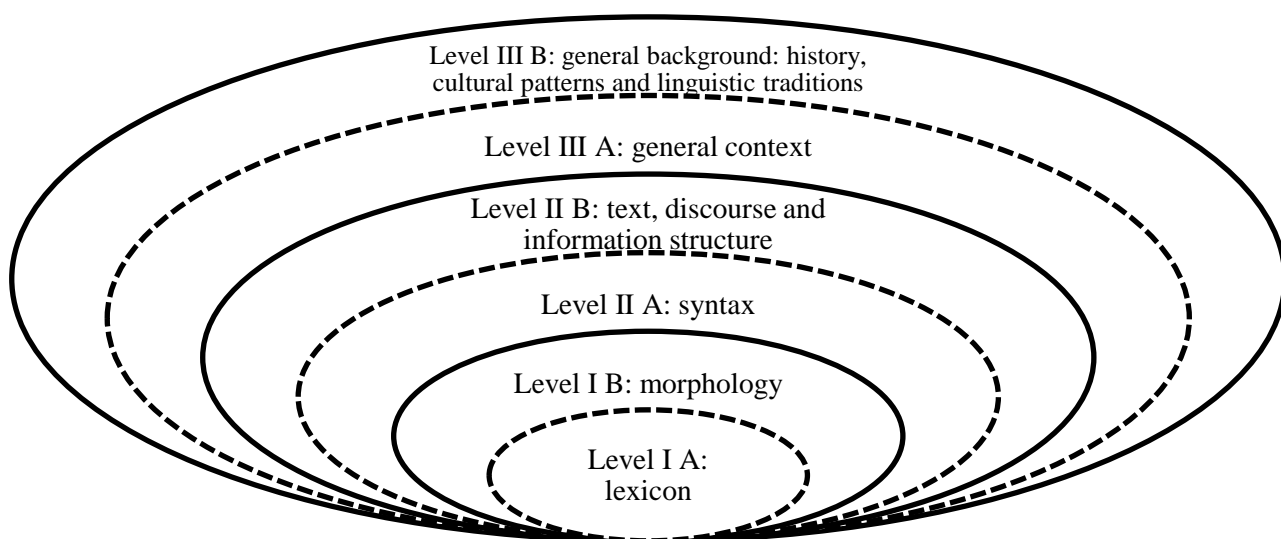 Level III B: general background: history,
cultural patterns and linguistic traditions
Level III A: general context
Level II B: text, discourse and
information structure
Level II A: syntax
Level I B: morphology
Level I A:
lexicon